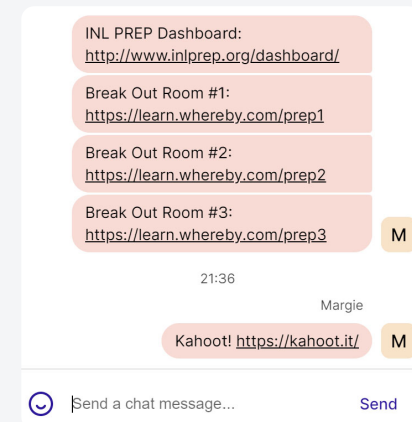 INL PREP Dashboard:
http://www.inlprep.org/dashboard/
Break Out Room #1:
https://learn.whereby.com/prep1
Break Out Room #2:
https://learn.whereby.com/prep2
Break Out Room #3:
https://learn.whereby.com/prep3
M
21:36
Margie
Kahoot! https://kahoot.it/
M
Send a chat message...
Send